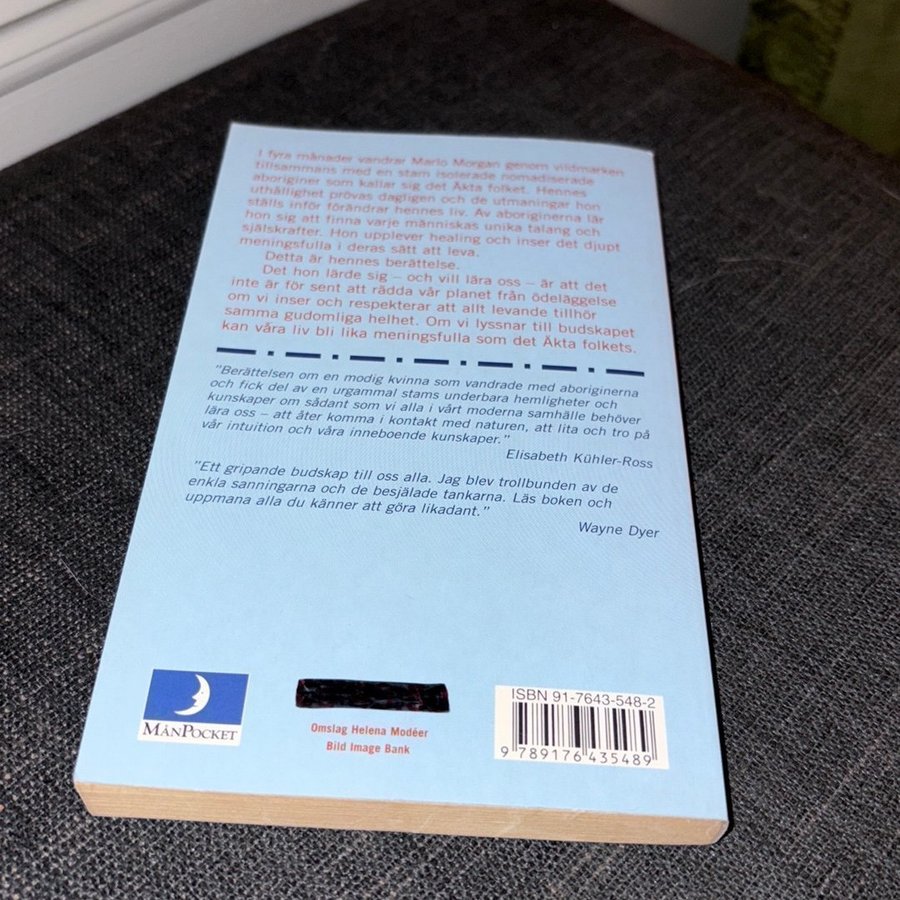 I fyra månader vandrar Marlo Morgan genom vildmarken
tillsammans med en stam isolerade nomadiserade
aboriginer som kallar sig det Äkta folket. Hennes
uthållighet prövas dagligen och de utmaningar hon
ställs inför förändrar hennes liv. Av aboriginerna lär
hon sig att finna varje människas unika talang och
själskrafter. Hon upplever healing och inser det djupt
meningsfulla i deras sätt att leva.
Detta är hennes berättelse.
Det hon lärde sig – och vill lära oss – är att det
inte är för sent att rädda vår planet från ödeläggelse
om vi inser och respekterar att allt levande tillhör
samma gudomliga helhet. Om vi lyssnar till budskapet
kan våra liv bli lika meningsfulla som det Äkta folkets.
"Berättelsen om en modig kvinna som vandrade med aboriginerna
och fick del av en urgammal stams underbara hemligheter och
kunskaper om sådant som vi alla i vårt moderna samhälle behöver
lära oss – att åter komma i kontakt med naturen, att lita och tro på
vår intuition och våra inneboende kunskaper."
Elisabeth Kühler-Ross
"Ett gripande budskap till oss alla. Jag blev trollbunden av de
enkla sanningarna och de besjälade tankarna. Läs boken och
uppmana alla du känner att göra likadant."
Wayne Dyer
MÅNPOCKET
Omslag Helena Modéer
Bild Image Bank
ISBN 91-7643-548-2
9 789176 435489